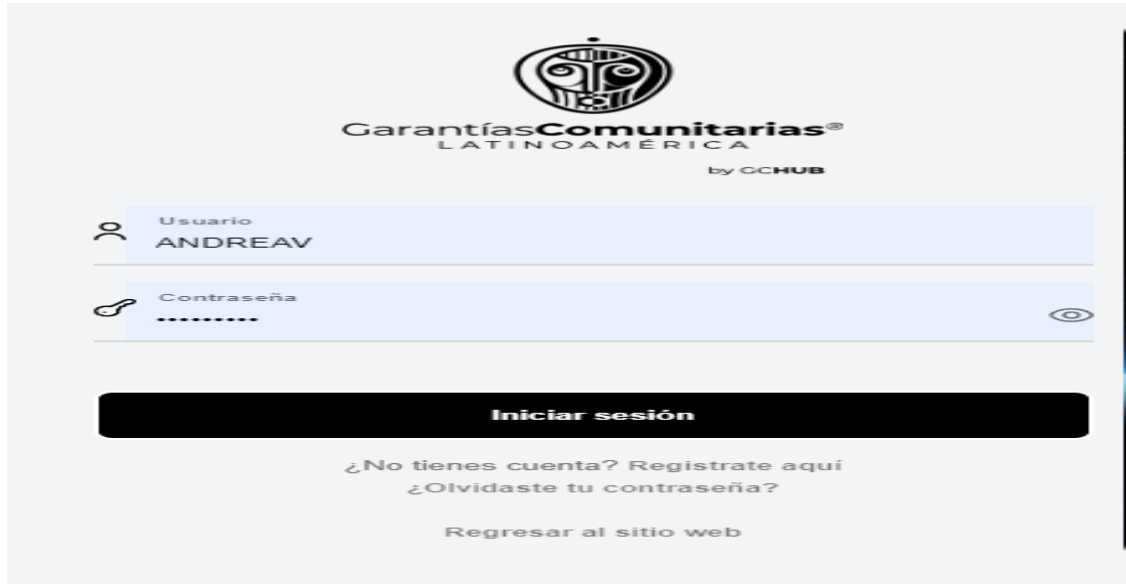 GarantíasComunitarias®
LATINOAMÉRICA
by GCHUB
Usuario
ANDREAV
Contraseña
•••••••••
Iniciar sesión
¿No tienes cuenta? Registrate aquí
¿Olvidaste tu contraseña?
Regresar al sitio web